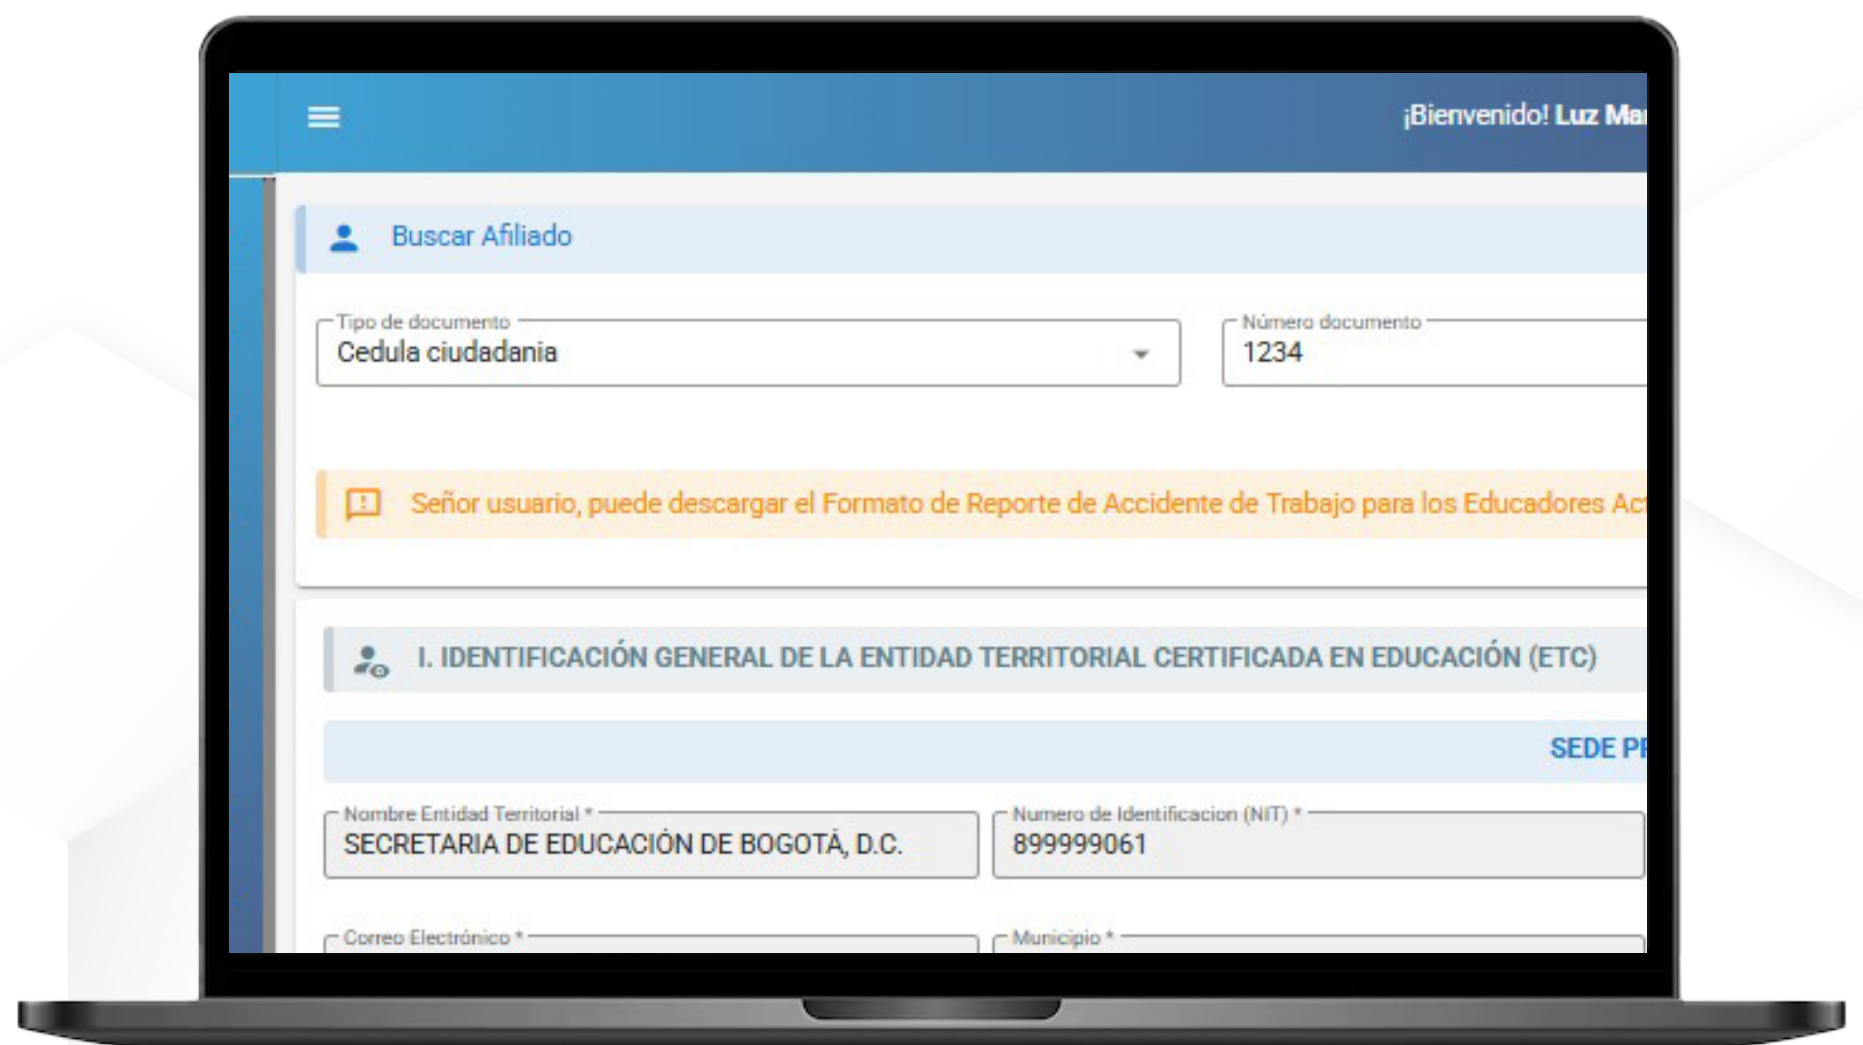 ¡Bienvenido! Luz Mar
Buscar Afiliado
Tipo de documento
Cedula ciudadania
Número documento
1234
Señor usuario, puede descargar el Formato de Reporte de Accidente de Trabajo para los Educadores Act
I. IDENTIFICACIÓN GENERAL DE LA ENTIDAD TERRITORIAL CERTIFICADA EN EDUCACIÓN (ETC)
SEDE
Nombre Entidad Territorial *
SECRETARIA DE EDUCACIÓN DE BOGOTÁ, D.C.
Numero de Identificacion (NIT) *
899999061
Correo Electrónico *
Municipio *